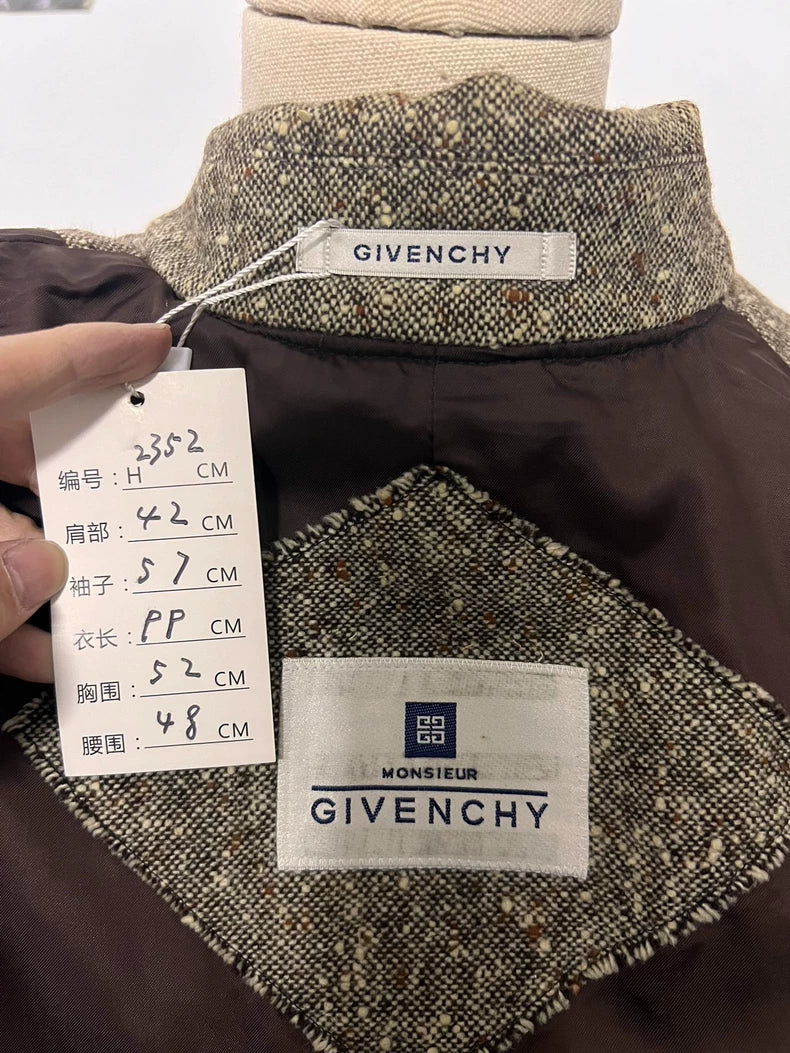 GIVENCHY
编号：H 2352 CM
肩部：42 CM
袖子：57 CM
衣长：PP CM
胸围：52 CM
腰围：48 CM
MONSIEUR
GIVENCHY